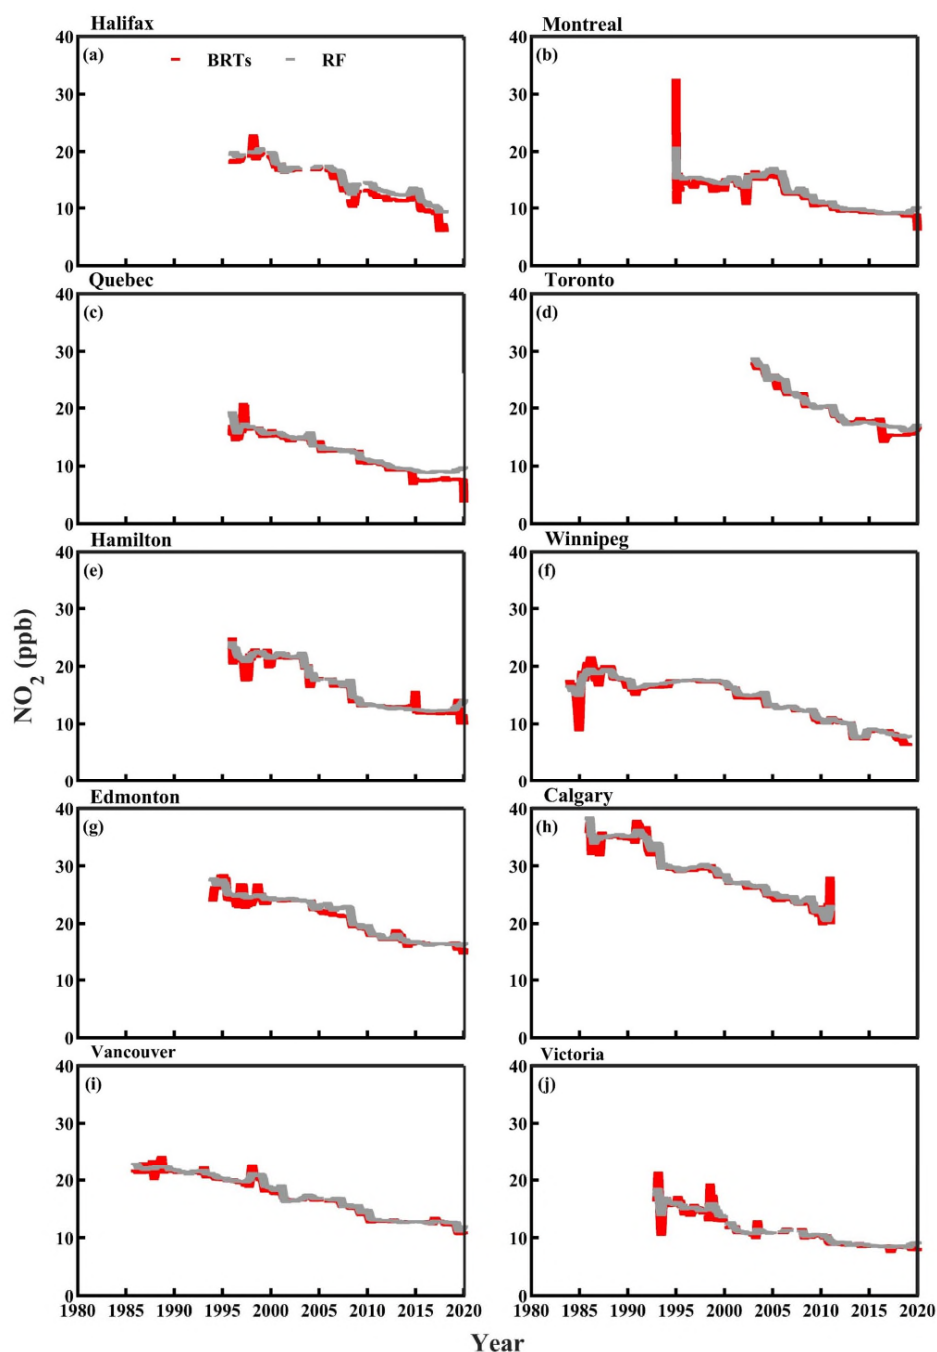 Halifax
Montreal
(a)
BRTs
RF
(b)
40
30
20
10
0
40
30
20
10
0
Quebec
Toronto
(c)
(d)
40
30
20
10
0
40
30
20
10
0
Hamilton
Winnipeg
(e)
(f)
40
30
20
10
0
40
30
20
10
0
Edmonton
Calgary
(g)
(h)
40
30
20
10
0
40
30
20
10
0
Vancouver
Victoria
(i)
(j)
40
30
20
10
0
40
30
20
10
0
1980 1985 1990 1995 2000 2005 2010 2015 2020
1980 1985 1990 1995 2000 2005 2010 2015 2020
NO2 (ppb)
Year